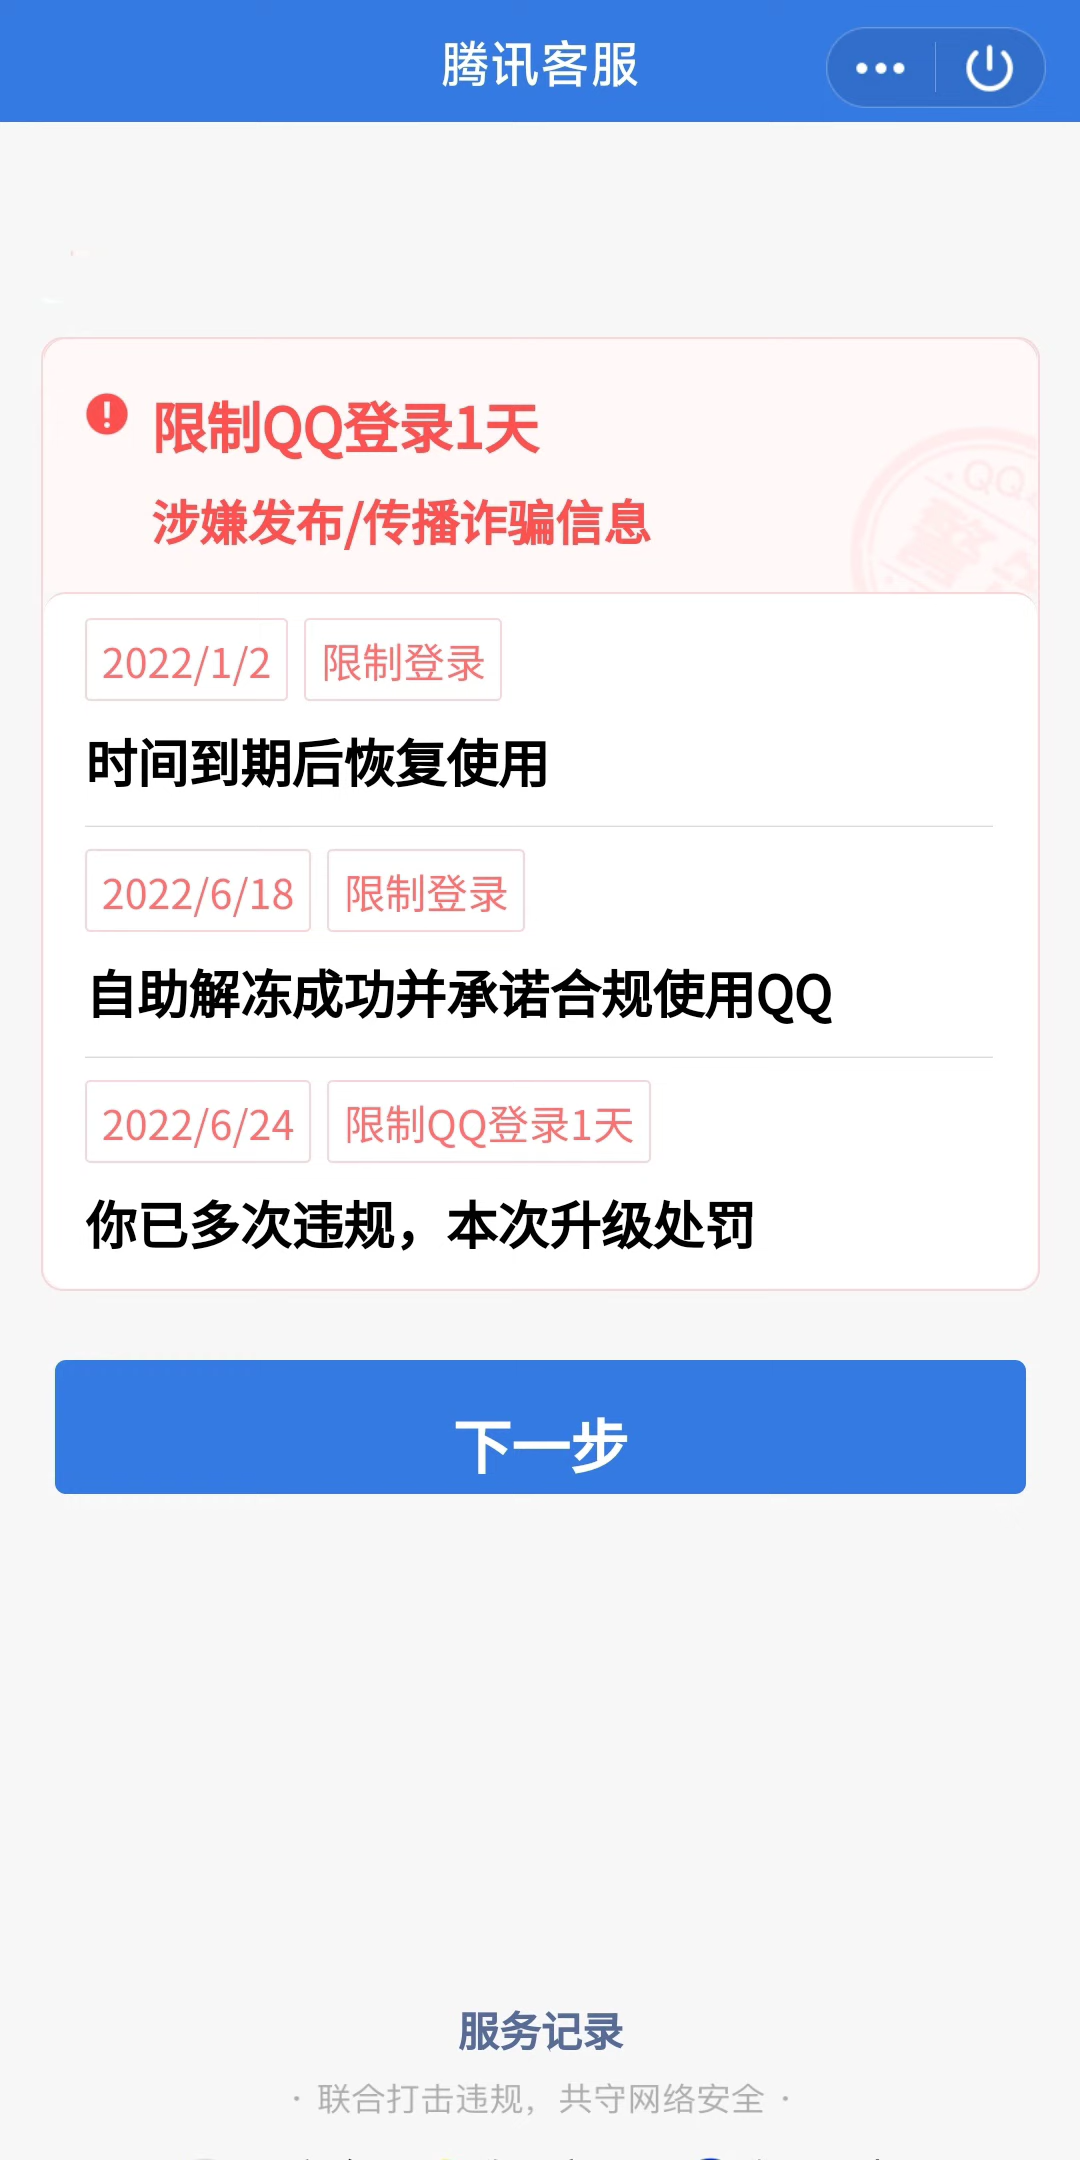 腾讯客服
限制QQ登录1天
涉嫌发布/传播诈骗信息
QQ
2022/1/2 限制登录
时间到期后恢复使用
2022/6/18 限制登录
自助解冻成功并承诺合规使用QQ
2022/6/24 限制QQ登录1天
你已多次违规，本次升级处罚
下一步
服务记录
· 联合打击违规，共守网络安全 ·